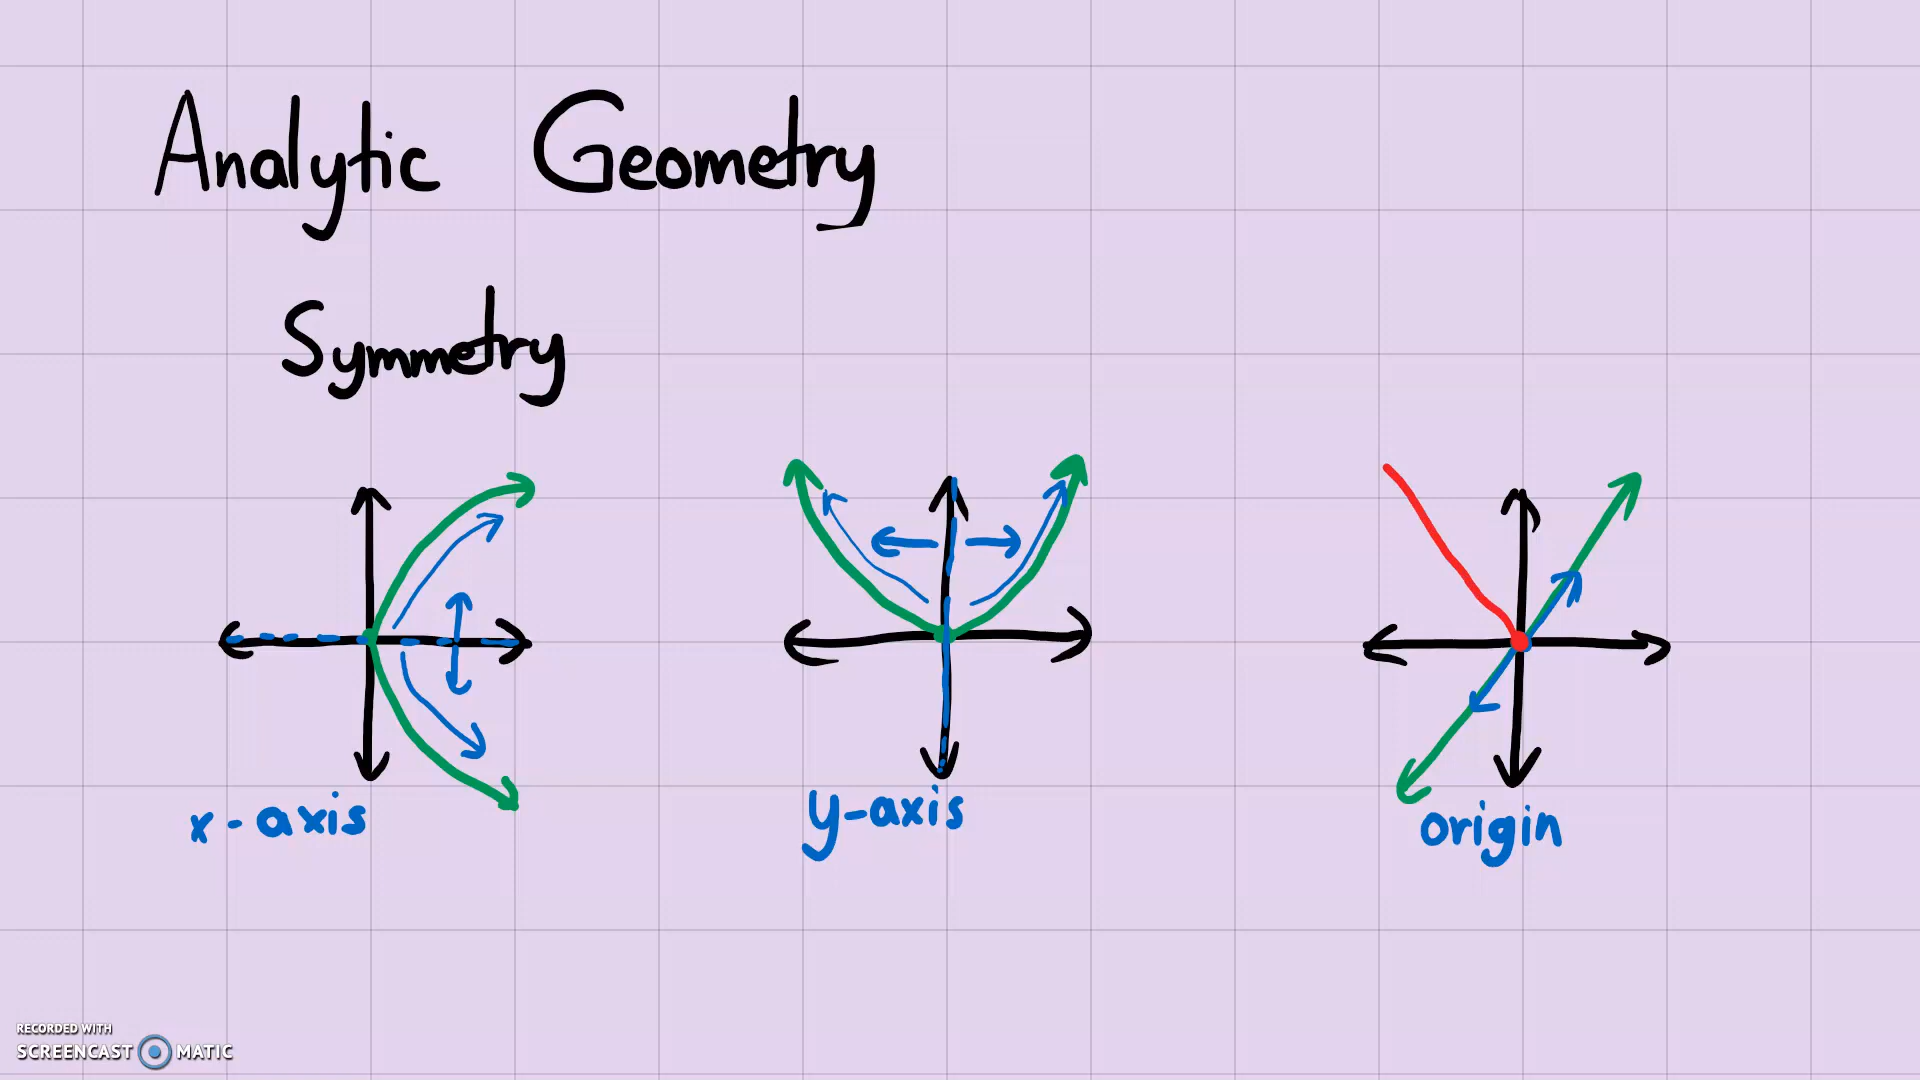 Analytic Geometry
Symmetry
x-axis
y-axis
origin
RECORDED WITH
SCREENCAST MATIC